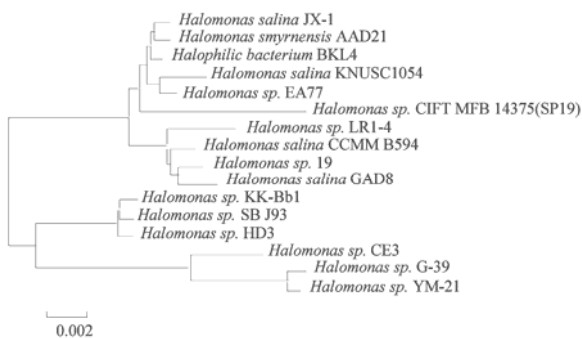 Halomonas salina JX-1
Halomonas smyrnensis AAD21
Halophilic bacterium BKL4
Halomonas salina KNUSC1054
Halomonas sp. EA77
Halomonas sp. CIFT MFB 14375(SP19)
Halomonas sp. LR1-4
Halomonas salina CCMM B594
Halomonas sp. 19
Halomonas salina GAD8
Halomonas sp. KK-Bb1
Halomonas sp. SB J93
Halomonas sp. HD3
Halomonas sp. CE3
Halomonas sp. G-39
Halomonas sp. YM-21
0.002